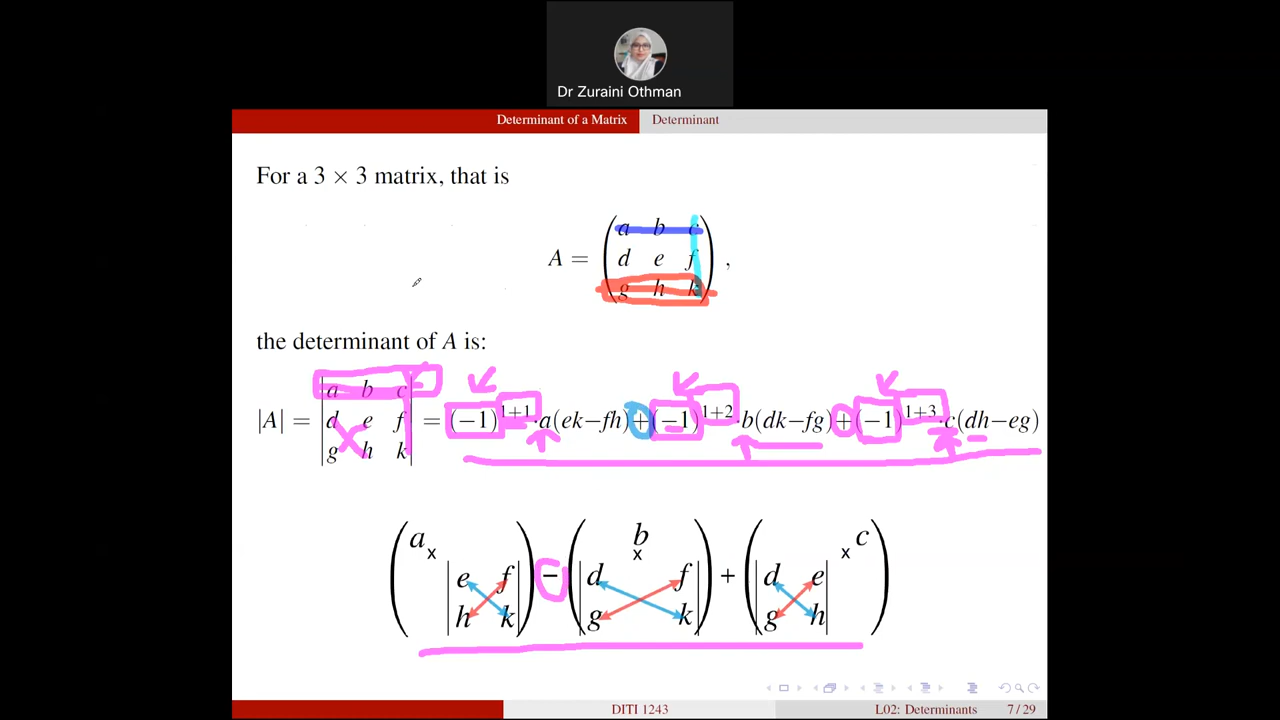 Dr Zuraini Othman
Determinant of a Matrix Determinant
For a 3 × 3 matrix, that is
a b c
A = d e f ,
g h k
the determinant of A is:
a b c
|A| = d e f = (−1)¹⁺¹·a(ek−fh)+(−1)¹⁺²·b(dk−fg)+(−1)¹⁺³·c(dh−eg)
g h k
a x b x x c
e f − d f + d e
h k g k g h
DITI 1243 L02: Determinants 7 / 29